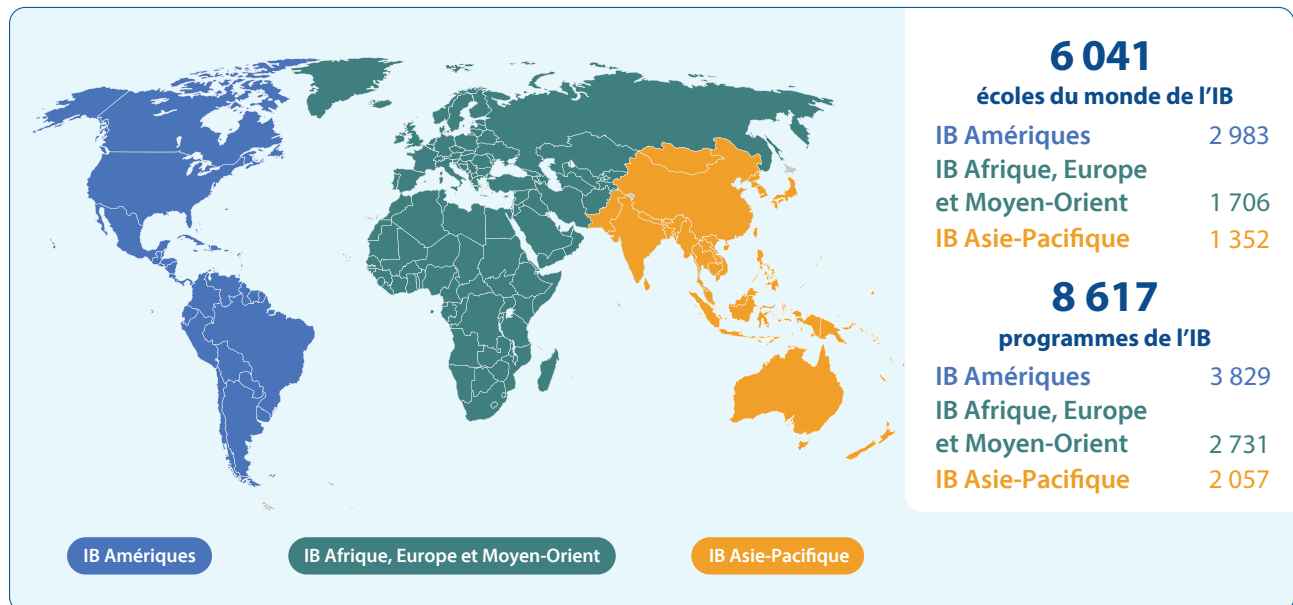 6 041
écoles du monde de l’IB
IB Amériques 2 983
IB Afrique, Europe
et Moyen-Orient 1 706
IB Asie-Pacifique 1 352
8 617
programmes de l’IB
IB Amériques 3 829
IB Afrique, Europe
et Moyen-Orient 2 731
IB Asie-Pacifique 2 057
IB Amériques
IB Afrique, Europe et Moyen-Orient
IB Asie-Pacifique